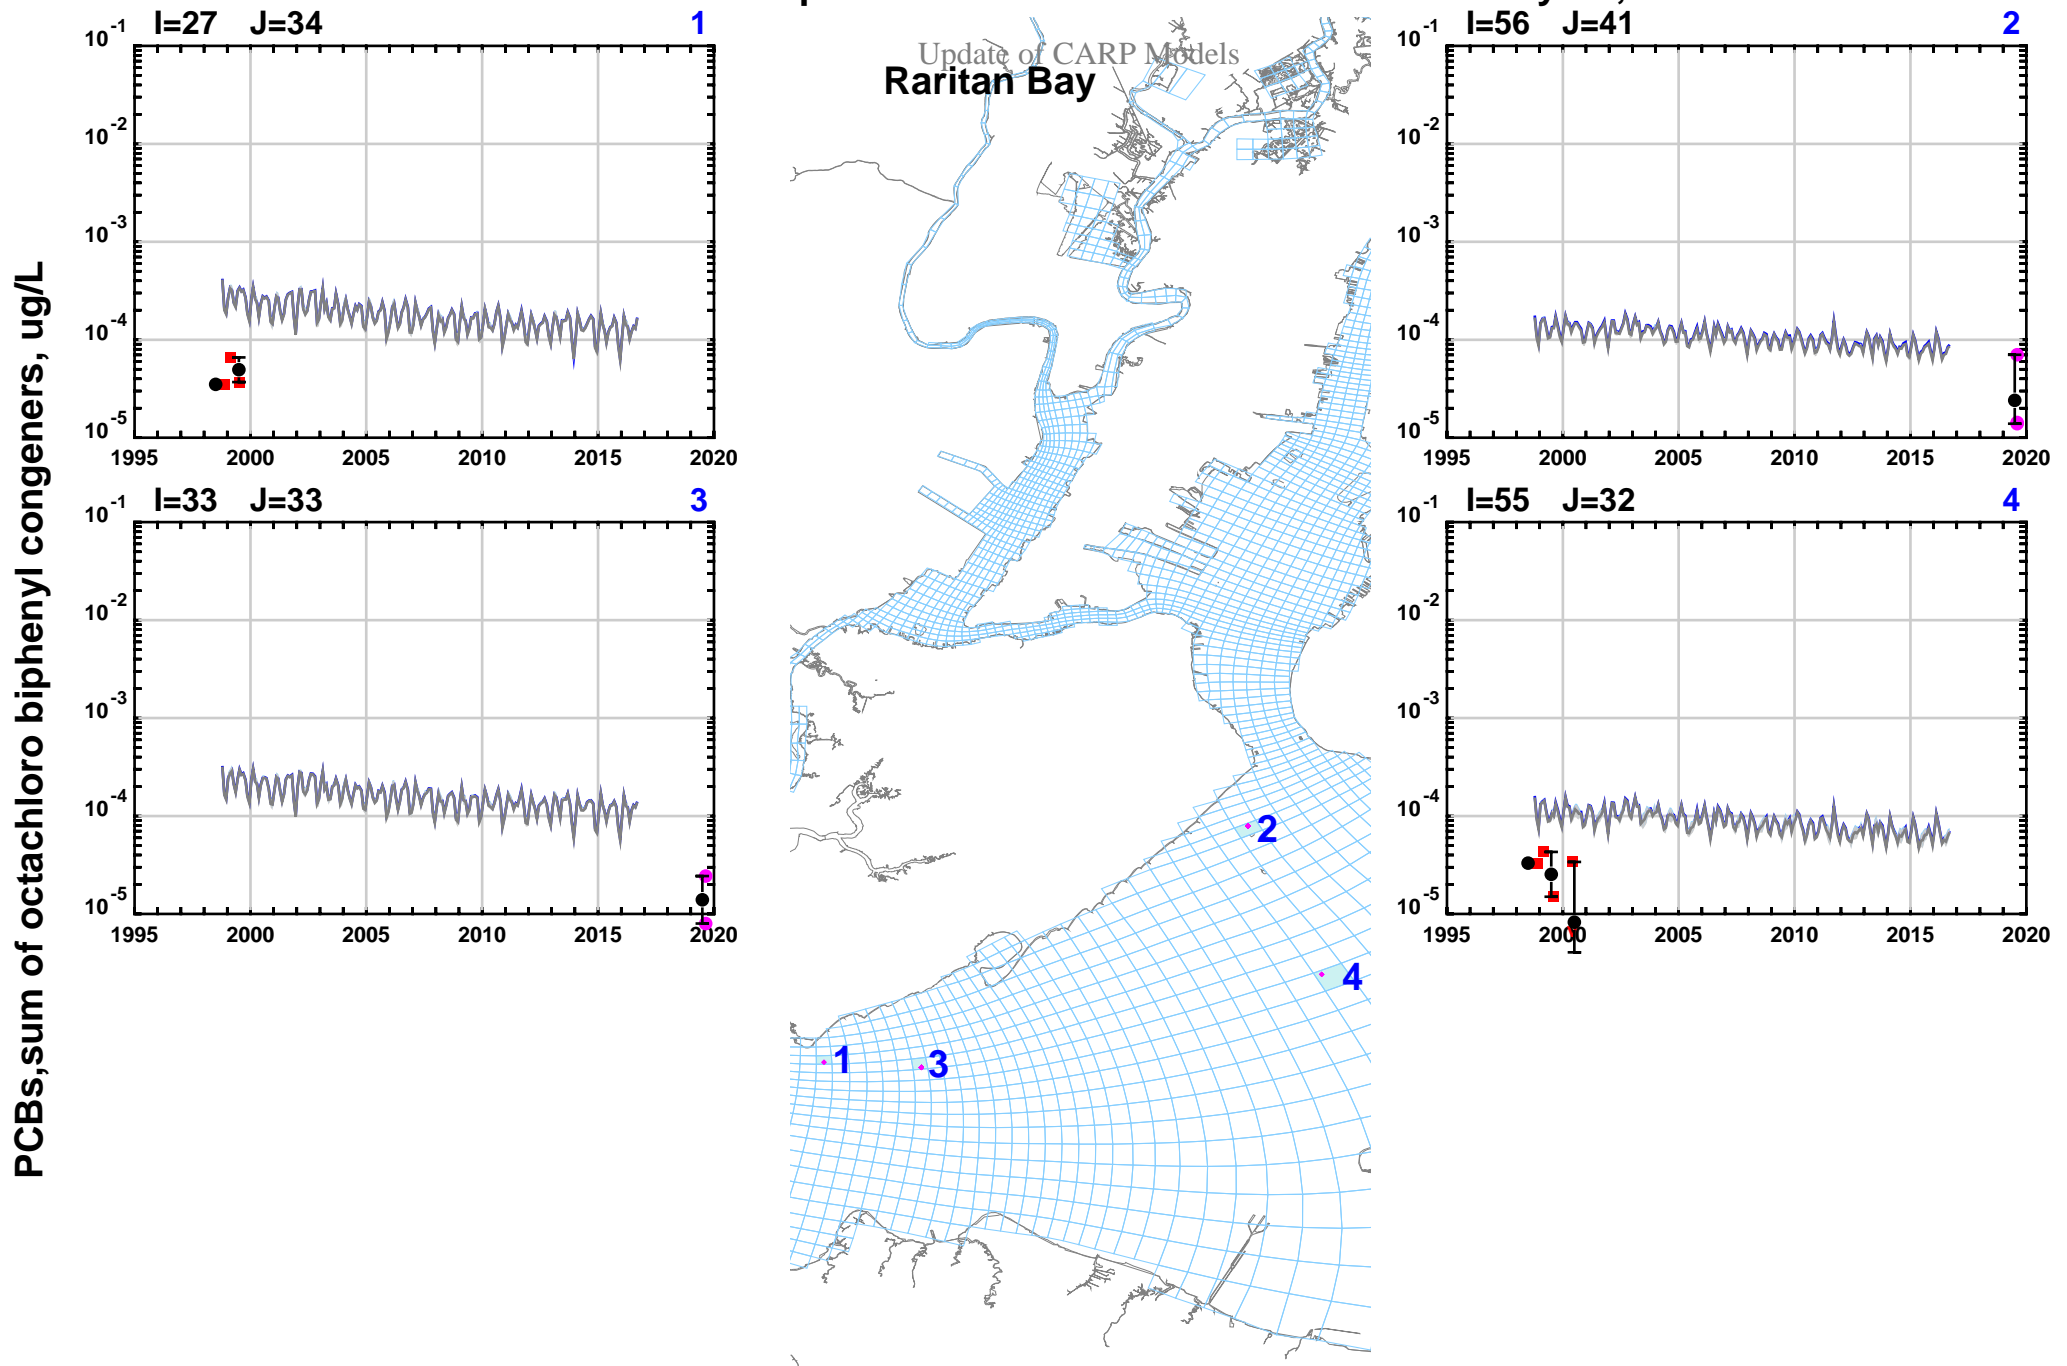 I=27 J=34 1
10^-1
10^-2
10^-3
10^-4
10^-5
1995 2000 2005 2010 2015 2020
I=33 J=33 3
10^-1
10^-2
10^-3
10^-4
10^-5
1995 2000 2005 2010 2015 2020
PCBs,sum of octachloro biphenyl congeners, ug/L
Update of CARP Models
Raritan Bay
2
4
1
3
I=56 J=41 2
10^-1
10^-2
10^-3
10^-4
10^-5
1995 2000 2005 2010 2015 2020
I=55 J=32 4
10^-1
10^-2
10^-3
10^-4
10^-5
1995 2000 2005 2010 2015 2020